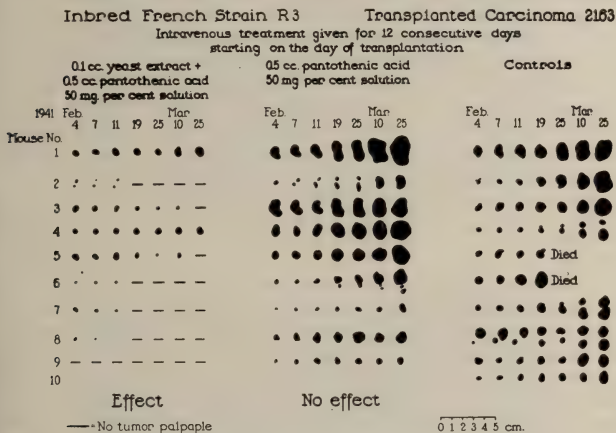 Inbred French Strain R3 Transplanted Carcinoma 2163
Intravenous treatment given for 12 consecutive days
starting on the day of transplantation
0.1 cc. yeast extract +
0.5 cc. pantothenic acid
50 mg. per cent solution
0.5 cc. pantothenic acid
50 mg. per cent solution
Controls
1941 Feb. Mar.
4 7 11 19 25 25 10 25
Feb. Mar.
4 7 11 19 25 10 25
Feb. Mar.
4 7 11 19 25 10 25
Mouse No.
1
2
3
4
5 Died
6 Died
7
8
9
10
Effect
No effect
— = No tumor palpaple
0 1 2 3 4 5 cm.